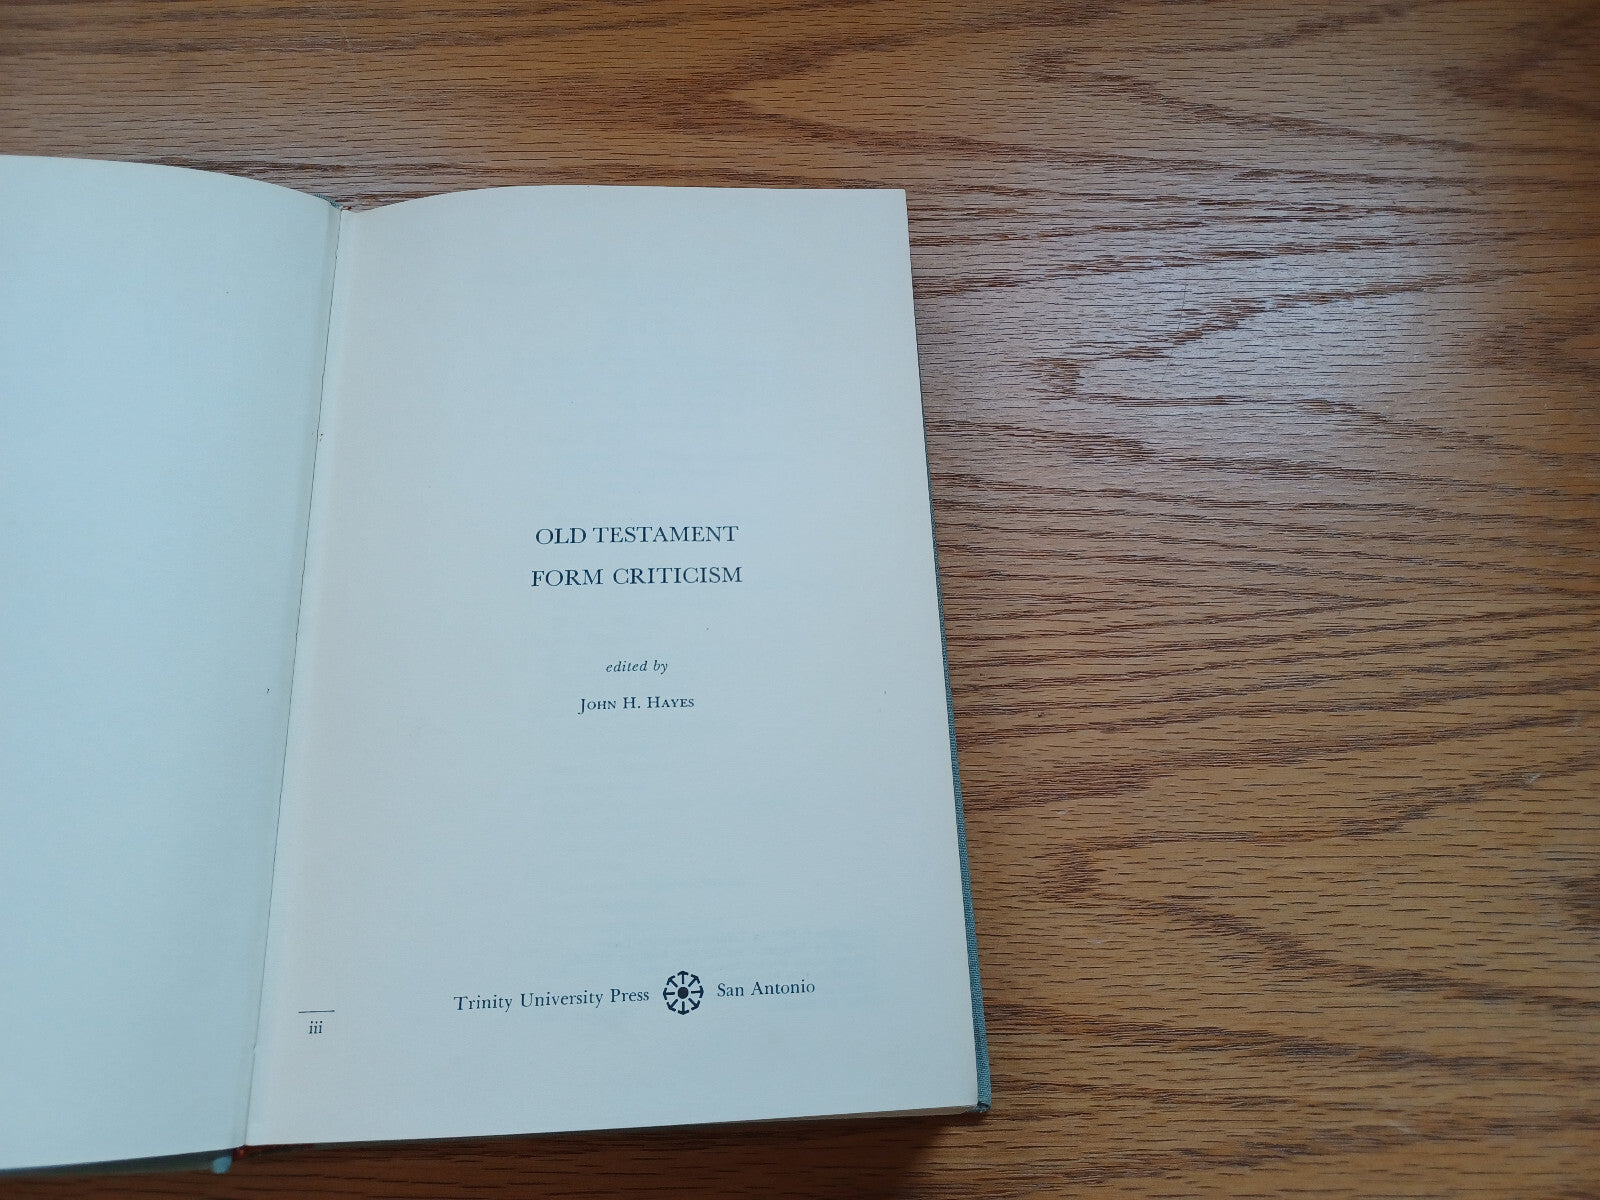 OLD TESTAMENT
FORM CRITICISM
edited by
JOHN H. HAYES
Trinity University Press San Antonio
iii